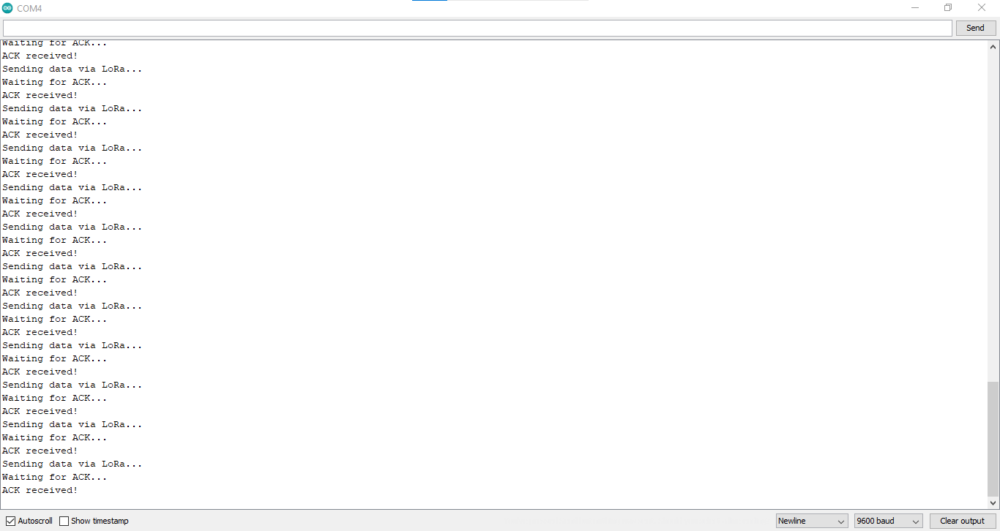 COM4
Send
Waiting for ACK...
ACK received!
Sending data via LoRa...
Waiting for ACK...
ACK received!
Sending data via LoRa...
Waiting for ACK...
ACK received!
Sending data via LoRa...
Waiting for ACK...
ACK received!
Sending data via LoRa...
Waiting for ACK...
ACK received!
Sending data via LoRa...
Waiting for ACK...
ACK received!
Sending data via LoRa...
Waiting for ACK...
ACK received!
Sending data via LoRa...
Waiting for ACK...
ACK received!
Sending data via LoRa...
Waiting for ACK...
ACK received!
Sending data via LoRa...
Waiting for ACK...
ACK received!
Sending data via LoRa...
Waiting for ACK...
ACK received!
Sending data via LoRa...
Waiting for ACK...
ACK received!
Autoscroll Show timestamp Newline 9600 baud Clear output